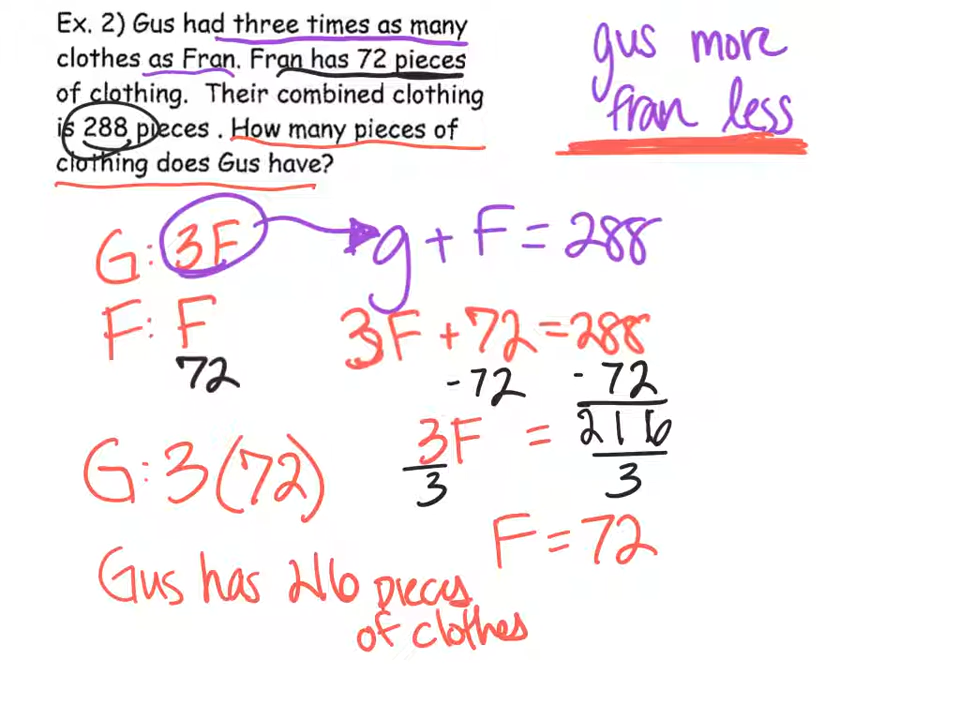 Ex. 2) Gus had three times as many
clothes as Fran. Fran has 72 pieces
of clothing. Their combined clothing
is 288 pieces . How many pieces of
clothing does Gus have?
gus more
fran less
G: 3F
g + F = 288
F: F
72
3F + 72 = 288
-72 - 72
3F = 216
3 3
G: 3(72)
F = 72
Gus has 216 pieces
of clothes